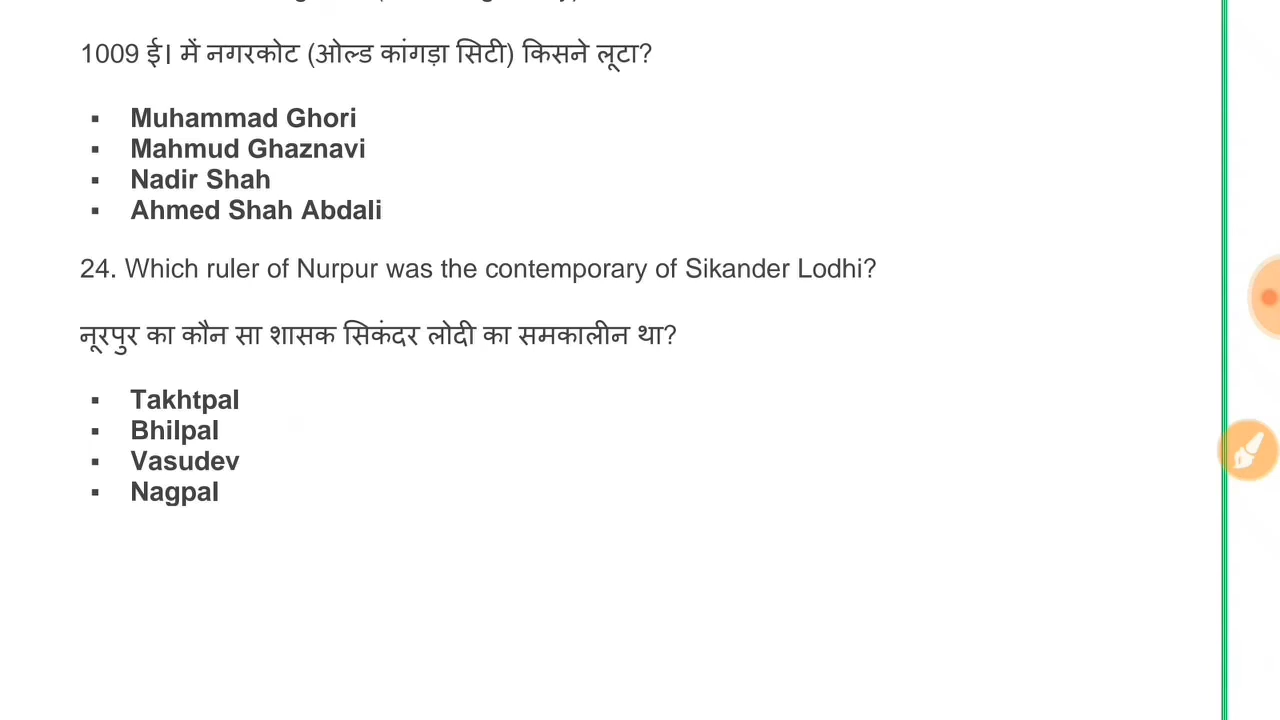 1009 ई। में नगरकोट (ओल्ड कांगड़ा सिटी) किसने लूटा?
▪ Muhammad Ghori
▪ Mahmud Ghaznavi
▪ Nadir Shah
▪ Ahmed Shah Abdali
24. Which ruler of Nurpur was the contemporary of Sikander Lodhi?
नूरपुर का कौन सा शासक सिकंदर लोदी का समकालीन था?
▪ Takhtpal
▪ Bhilpal
▪ Vasudev
▪ Nagpal